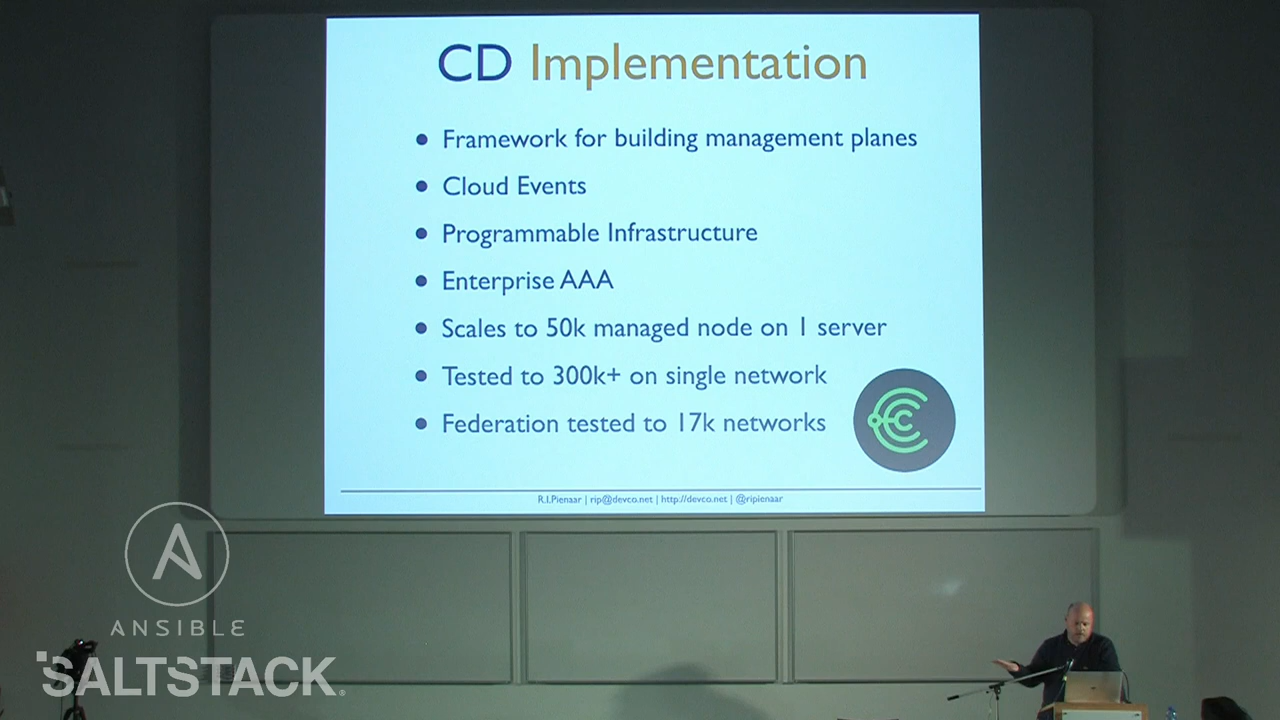 CD Implementation
Framework for building management planes
Cloud Events
Programmable Infrastructure
Enterprise AAA
Scales to 50k managed node on 1 server
Tested to 300k+ on single network
Federation tested to 17k networks
R.I.Pienaar | rip@devco.net | http://devco.net | @ripienaar
ANSIBLE
SALTSTACK